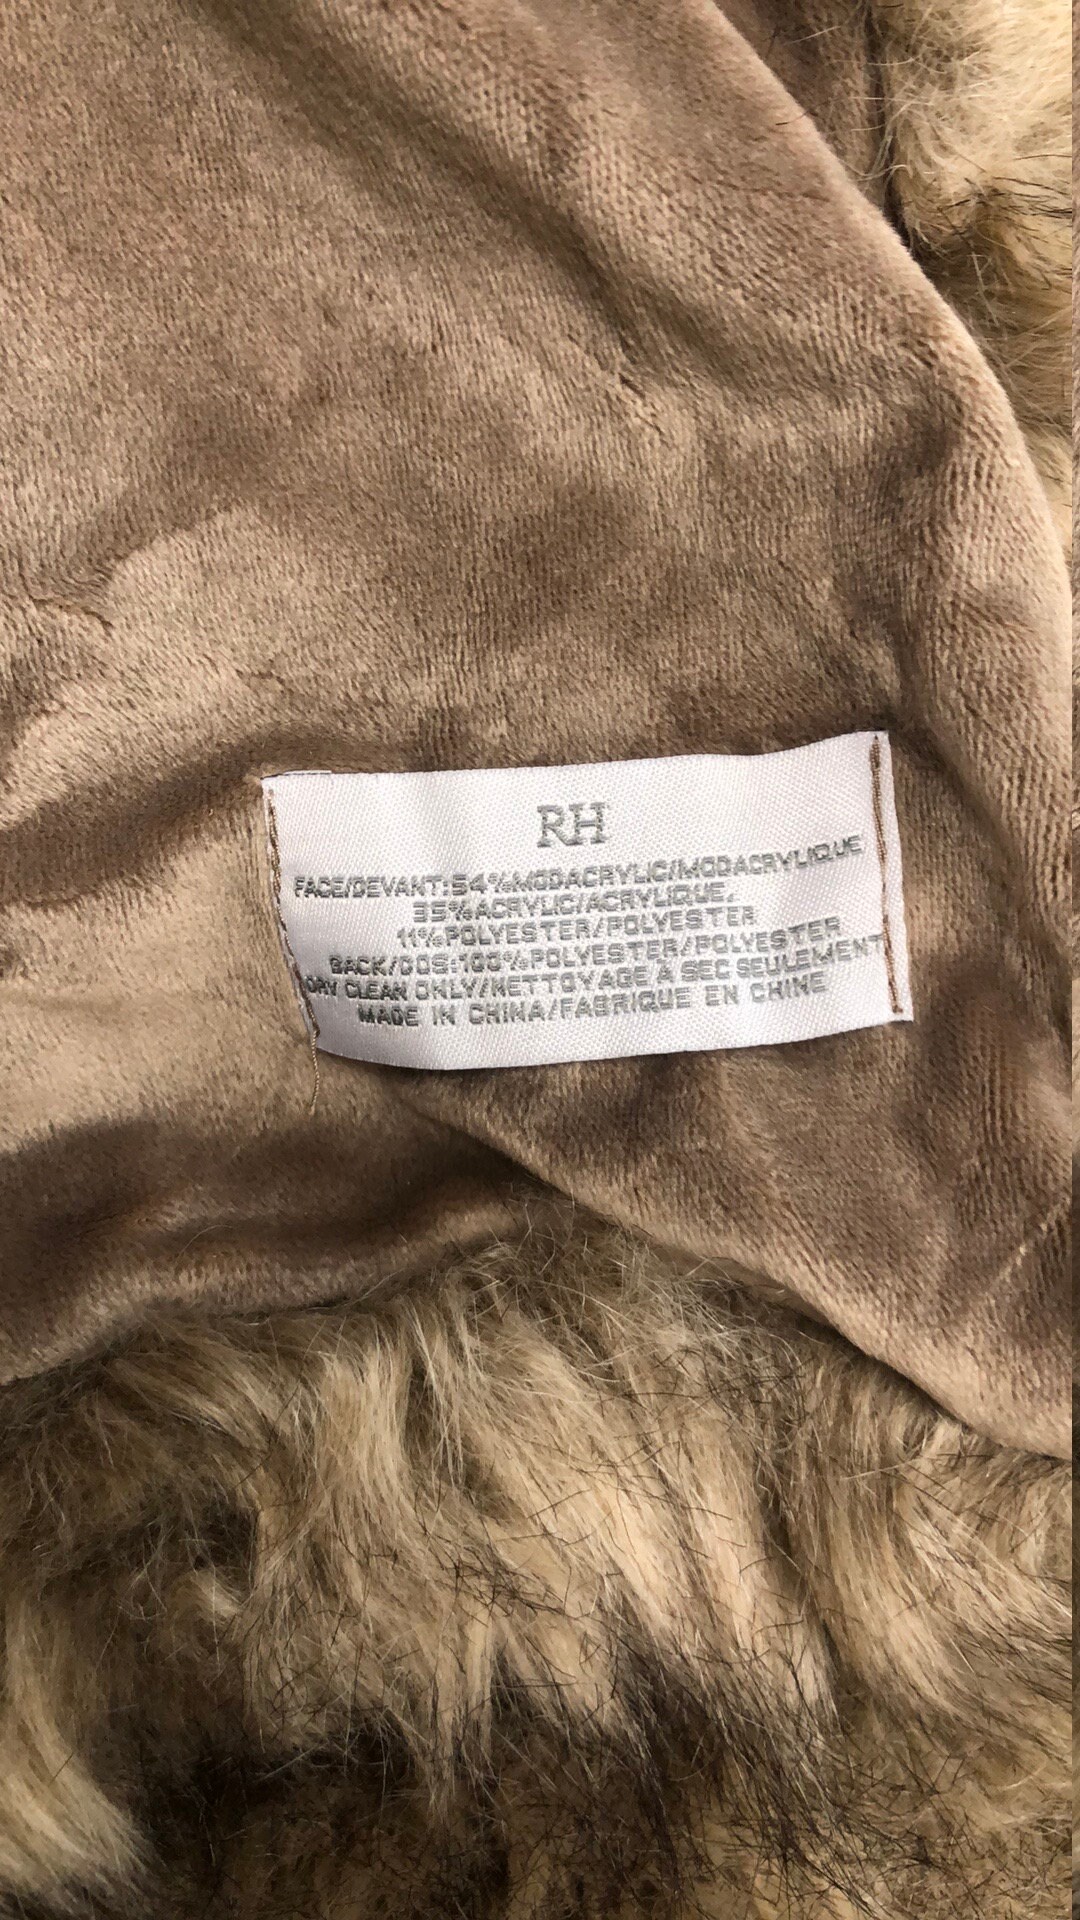 RH
FACE/DEVANT:54%MODACRYLIC/MODACRYLIQUE
35%ACRYLIC/ACRYLIQUE,
11%POLYESTER/POLYESTER
BACK/DOS:100%POLYESTER/POLYESTER
DRY CLEAN ONLY/NETTOYAGE À SEC SEULEMENT
MADE IN CHINA/FABRIQUE EN CHINE